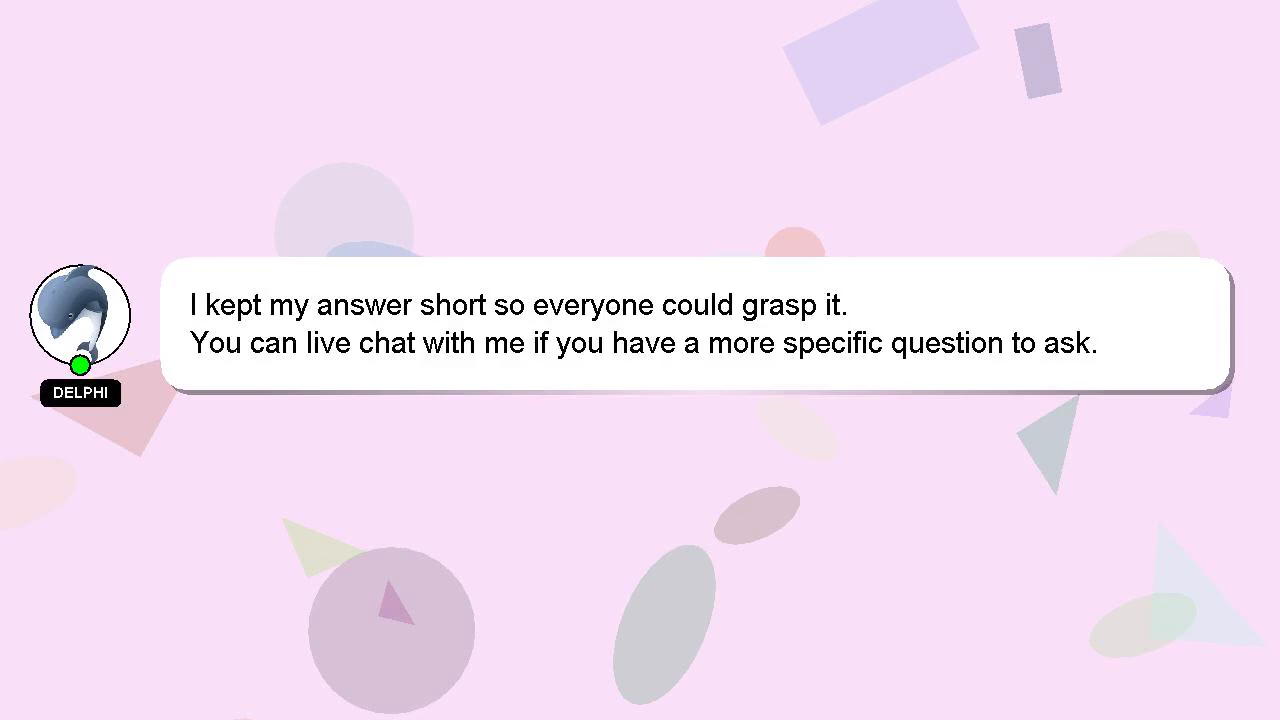 I kept my answer short so everyone could grasp it.
You can live chat with me if you have a more specific question to ask.
DELPHI